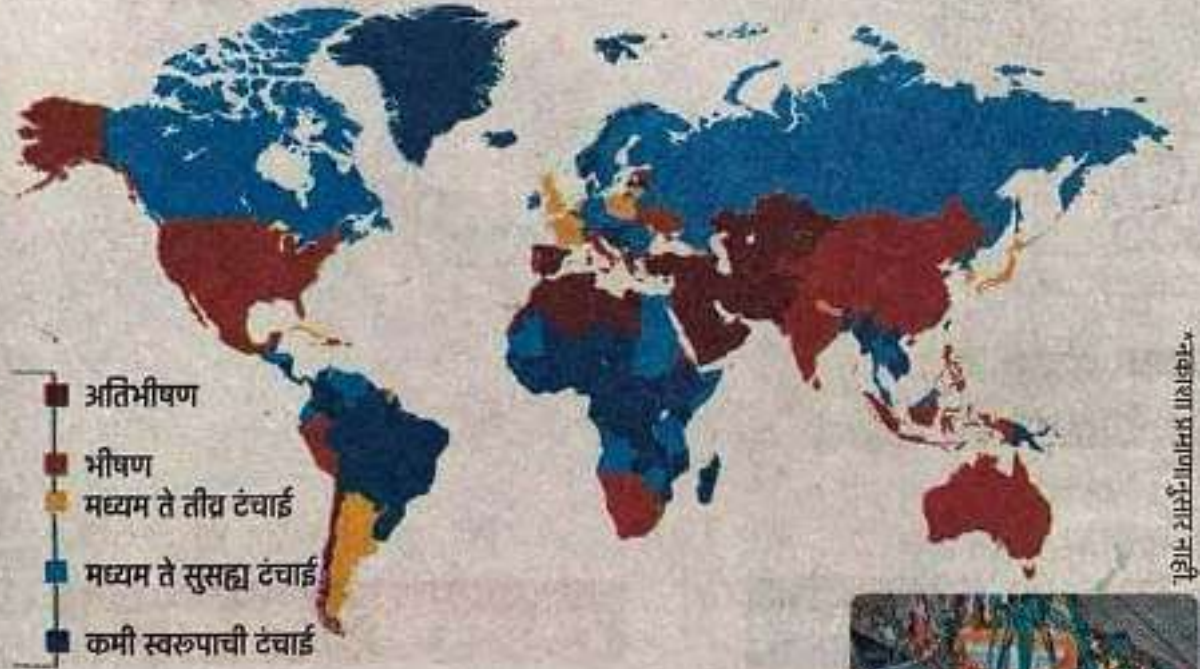 अतिभीषण
भीषण
मध्यम ते तीव्र टंचाई
मध्यम ते सुसह्य टंचाई
कमी स्वरूपाची टंचाई
*नकाशा प्रमाणानुसार नाही.